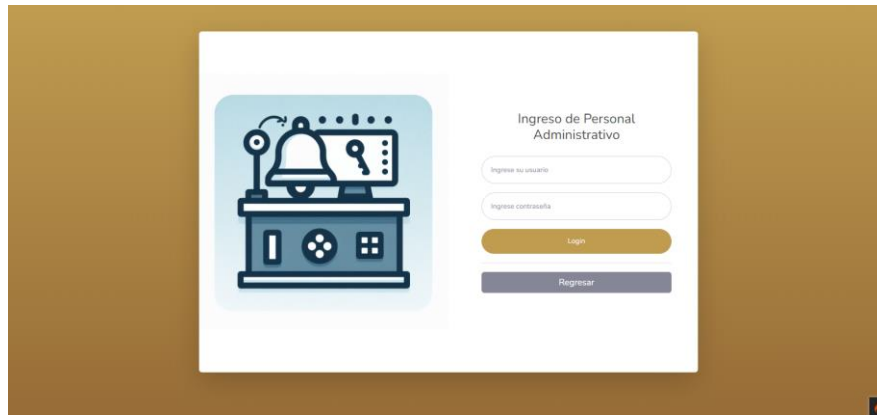 Ingreso de Personal
Administrativo
Ingrese su usuario
Ingrese contraseña
Login
Regresar